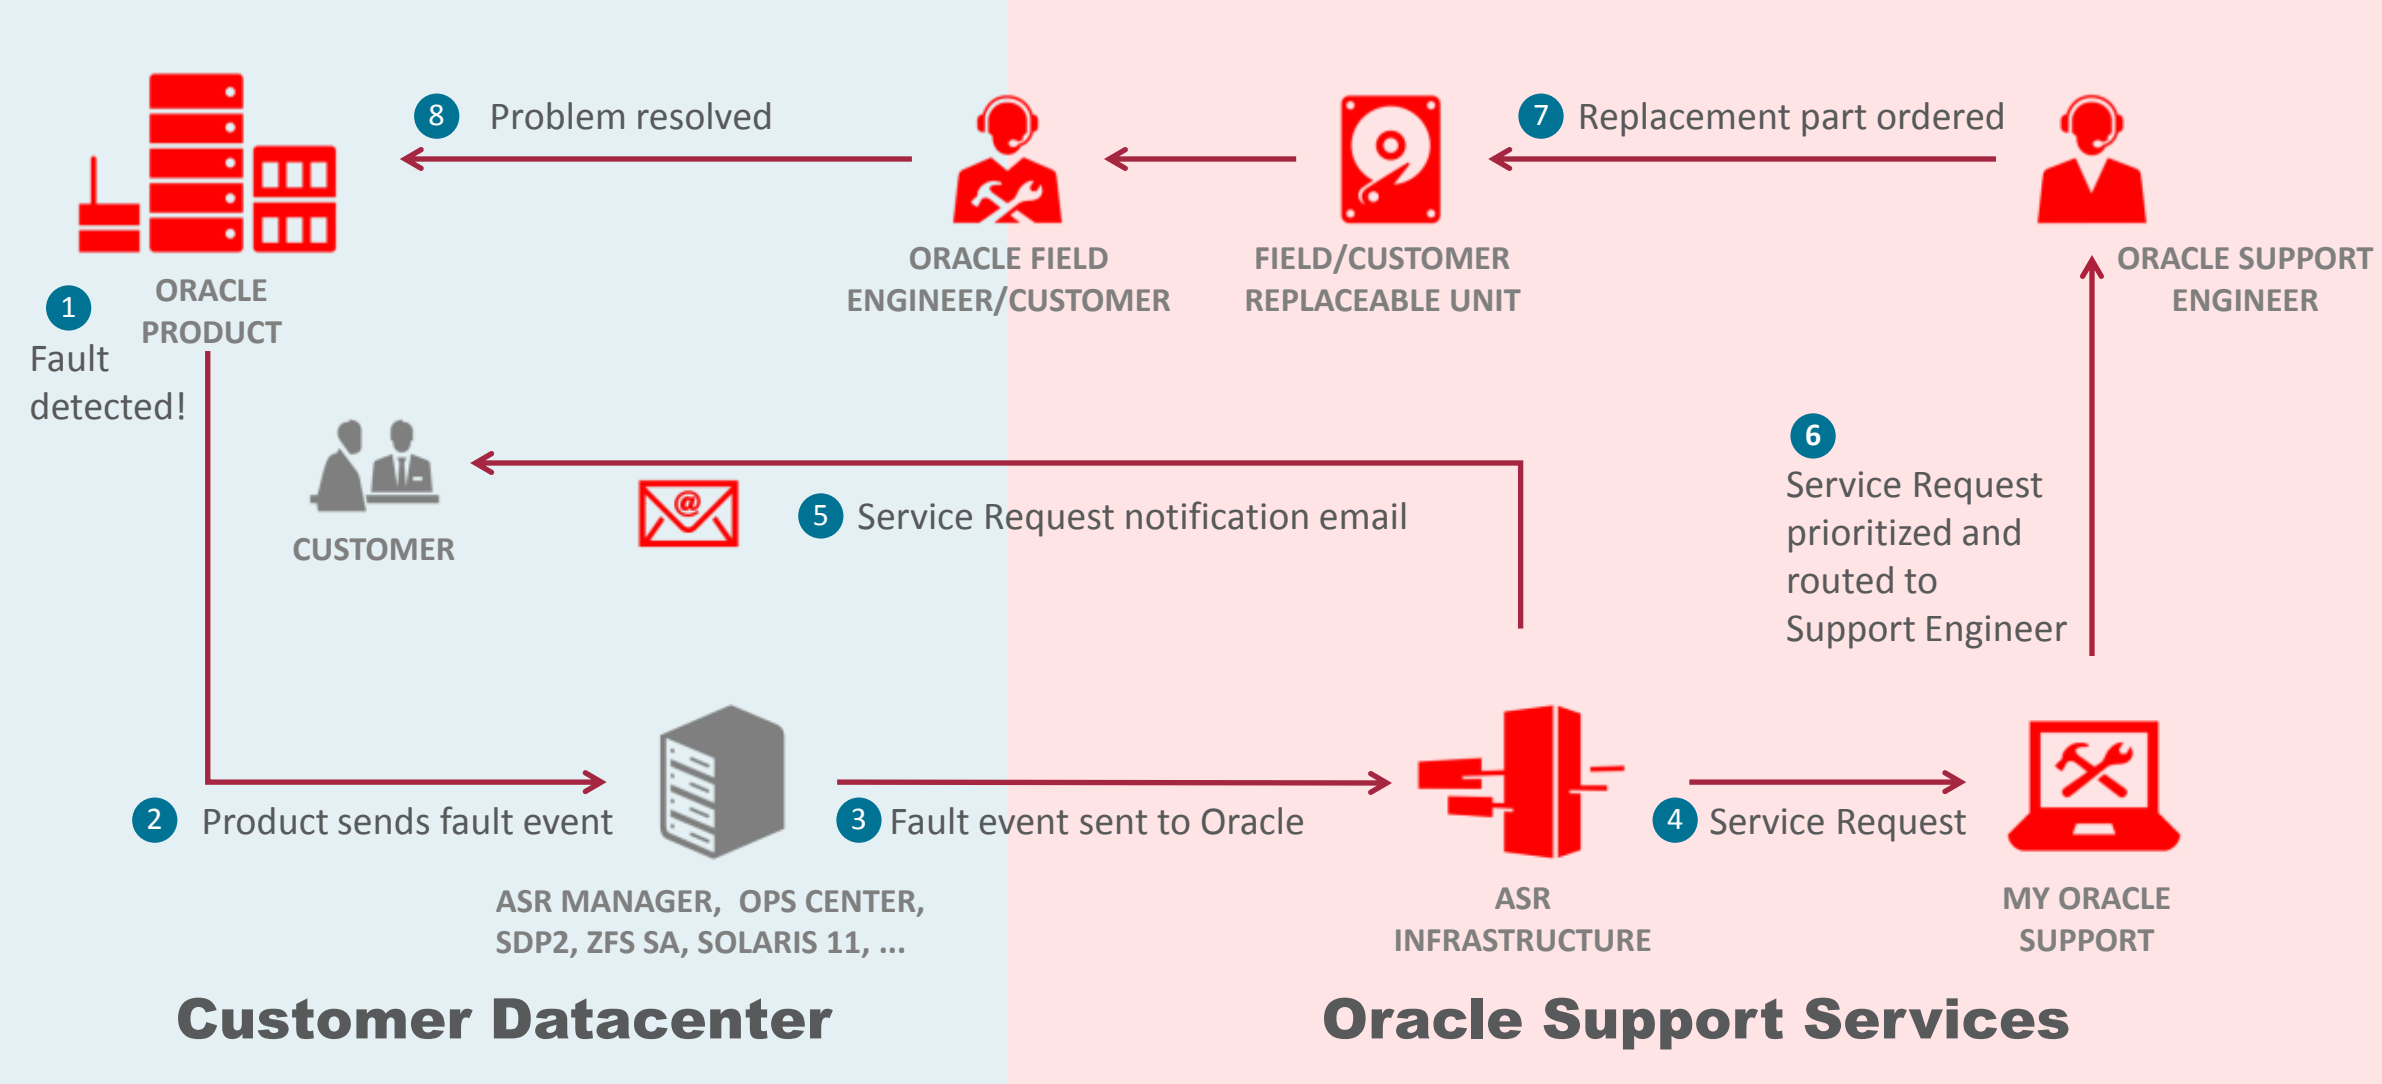 8 Problem resolved
7 Replacement part ordered
ORACLE
PRODUCT
ORACLE FIELD
ENGINEER/CUSTOMER
FIELD/CUSTOMER
REPLACEABLE UNIT
ORACLE SUPPORT
ENGINEER
1
Fault
detected!
CUSTOMER
@
5 Service Request notification email
6
Service Request
prioritized and
routed to
Support Engineer
2 Product sends fault event
3 Fault event sent to Oracle
4 Service Request
ASR MANAGER, OPS CENTER,
SDP2, ZFS SA, SOLARIS 11, ...
ASR
INFRASTRUCTURE
MY ORACLE
SUPPORT
Customer Datacenter
Oracle Support Services